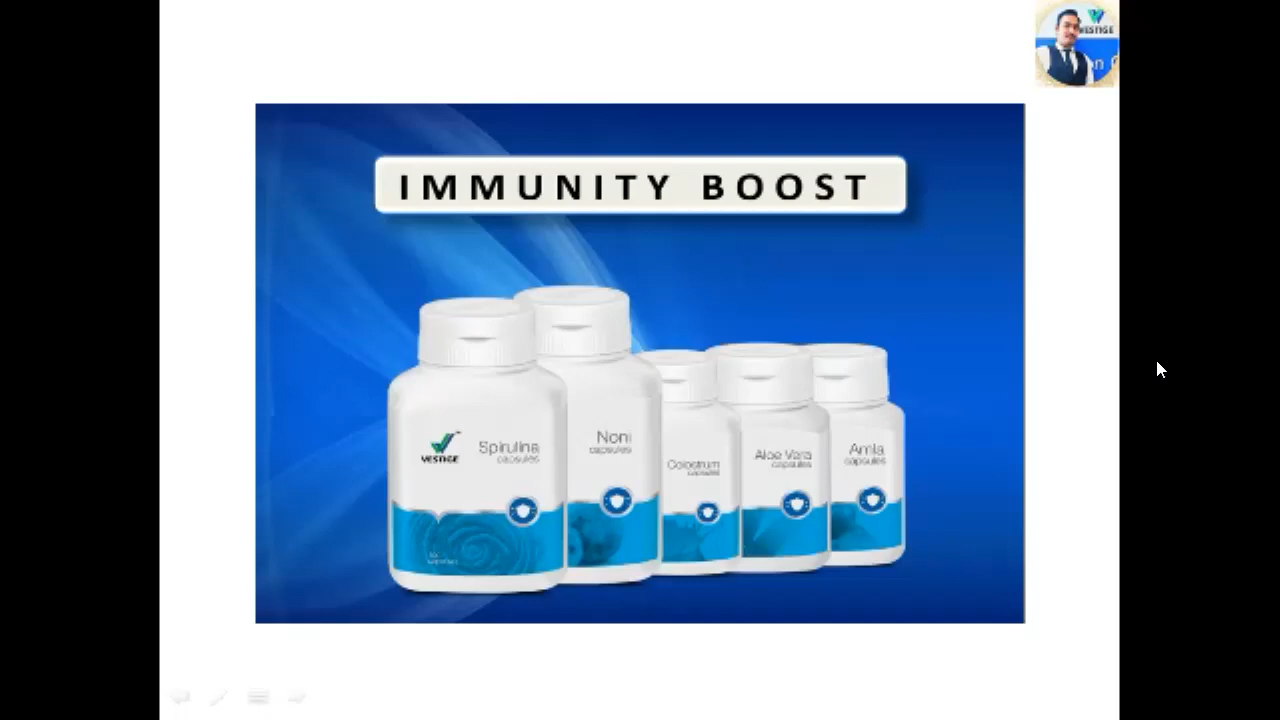 VESTIGE
IMMUNITY BOOST
VESTIGE
Spirulina
capsules
Noni
capsules
Colostrum
capsules
Aloe Vera
capsules
Amla
capsules